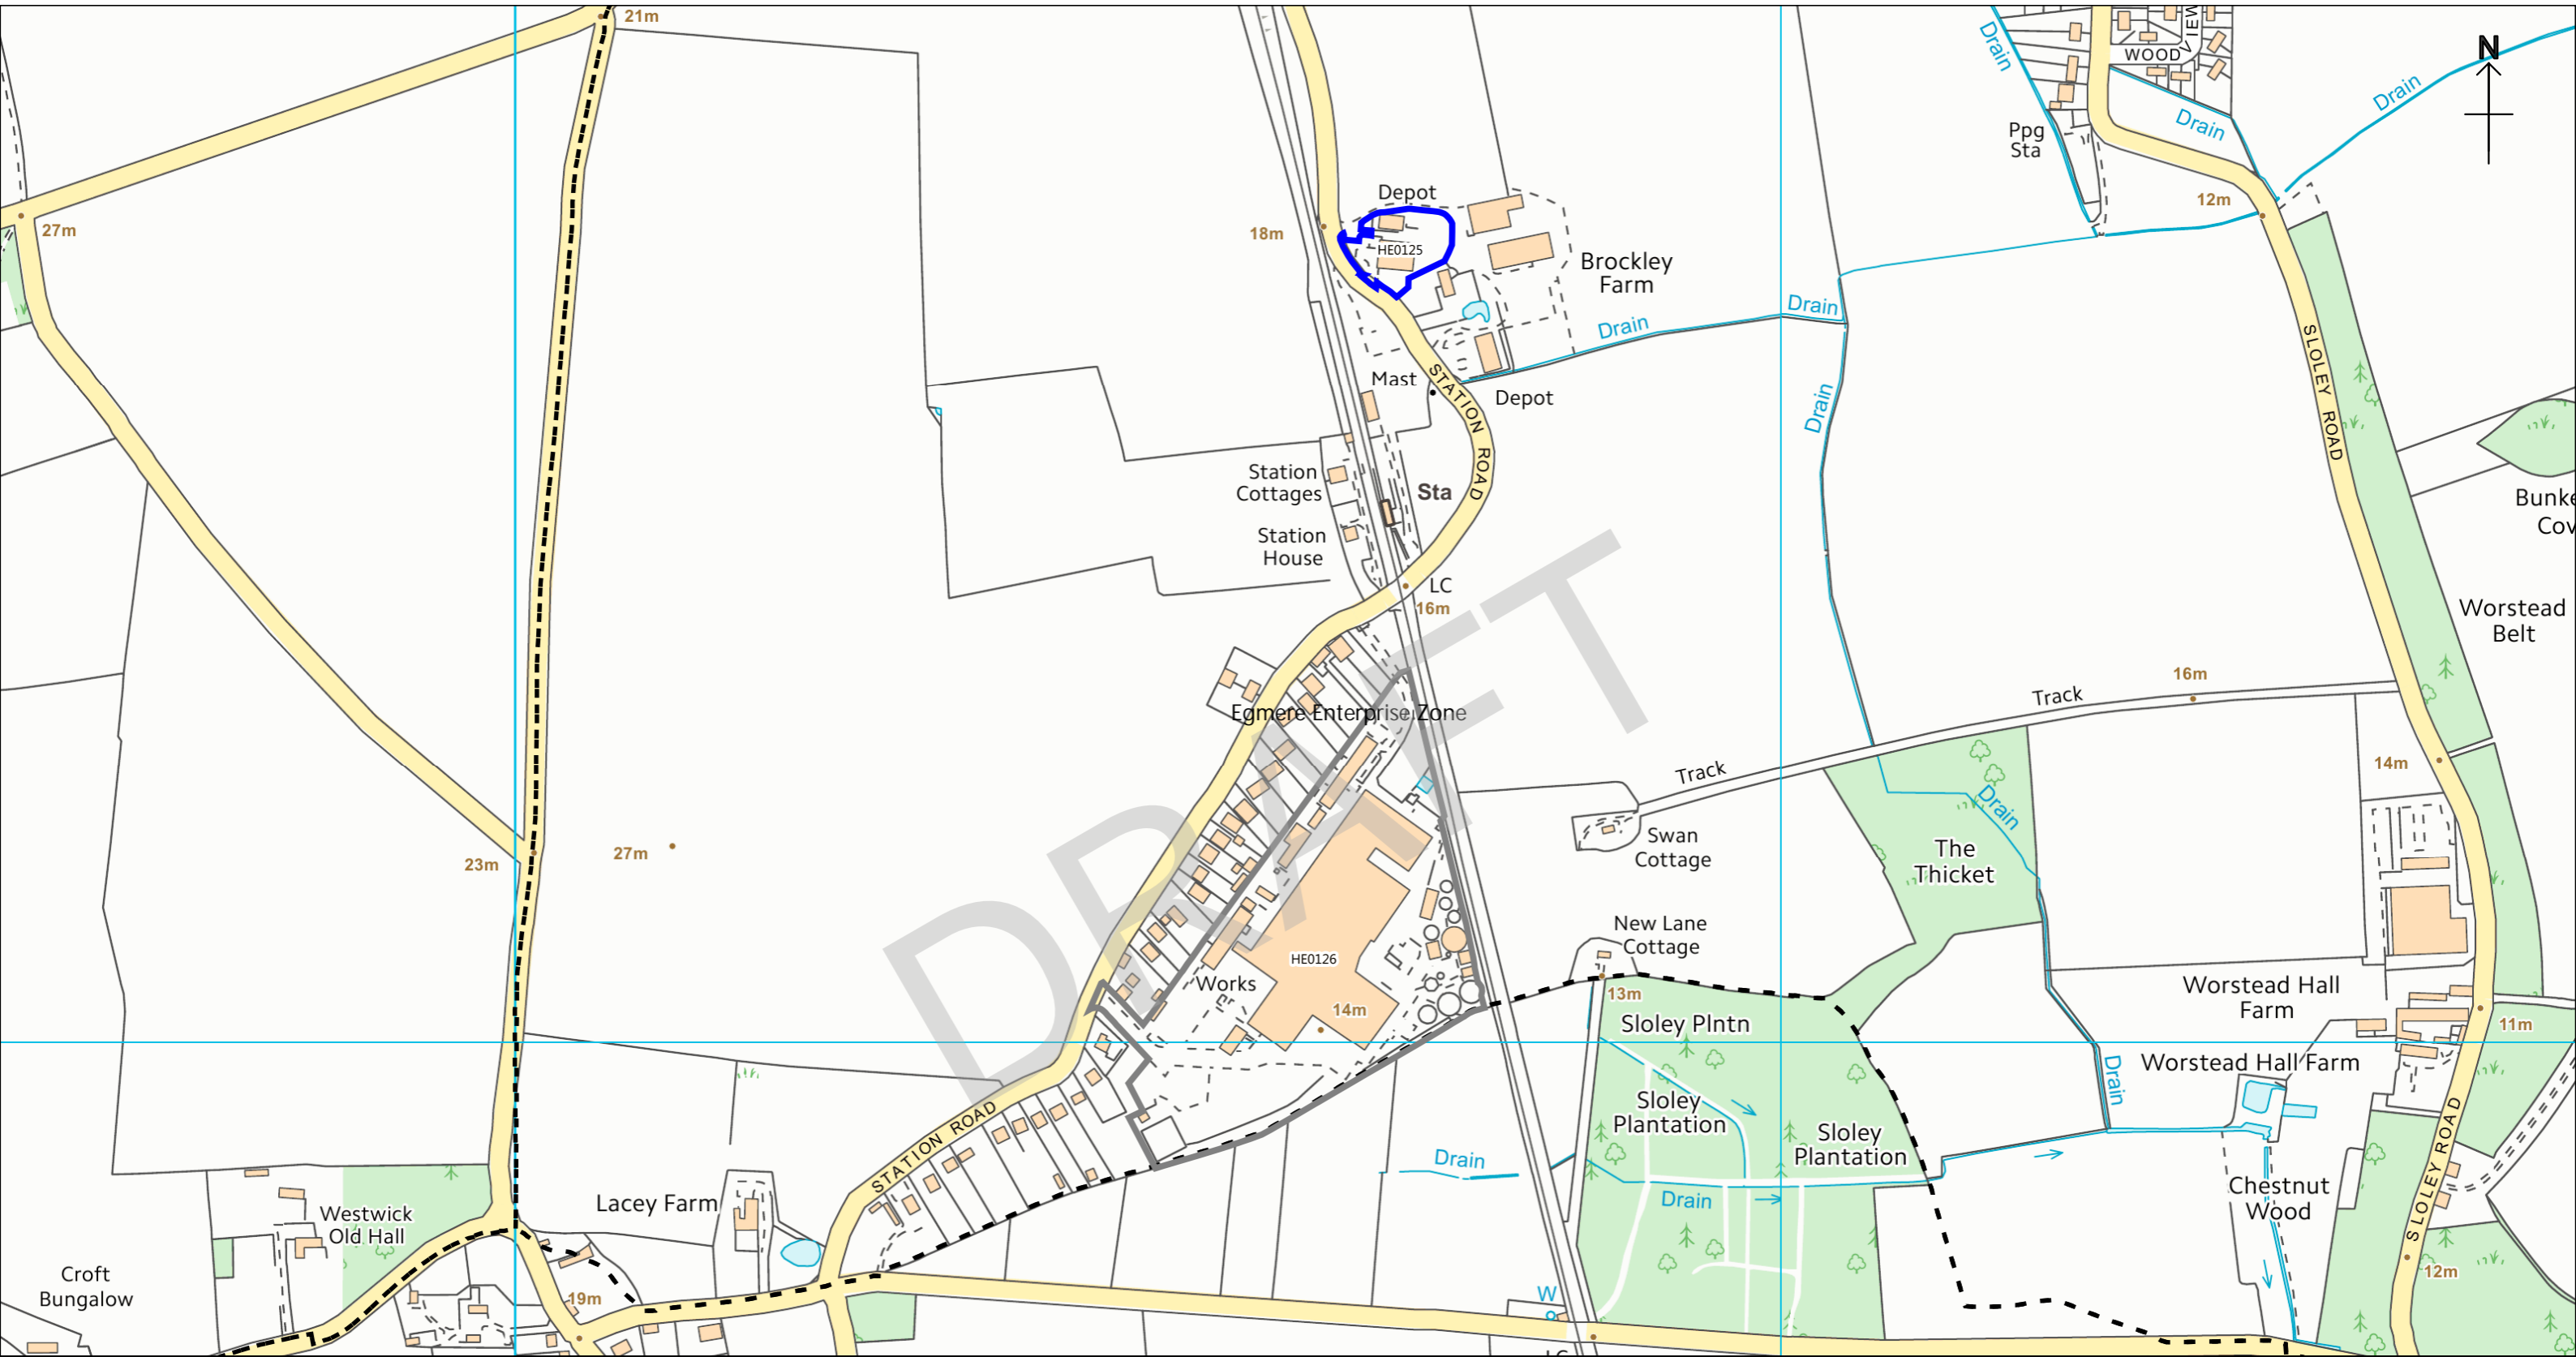 21m
VIEW
WOOD
N
Drain
Drain
Drain
Ppg
Sta
Depot
12m
27m
18m
HE0125
Brockley
Farm
Drain
Drain
SLOLEY ROAD
Mast
STATION ROAD
Depot
Drain
Station
Cottages
Sta
Bunke
Cov
Station
House
LC
16m
Worstead
Belt
16m
Track
Egmere Enterprise Zone
14m
Track
Drain
Swan
Cottage
The
Thicket
23m
27m
DRAFT
New Lane
Cottage
HE0126
Works
14m
13m
Worstead Hall
Farm
Sloley Plntn
11m
Worstead Hall Farm
Drain
Sloley
Plantation
Sloley
Plantation
STATION ROAD
Drain
Drain
SLOLEY ROAD
Chestnut
Wood
Lacey Farm
Westwick
Old Hall
Croft
Bungalow
19m
W
12m